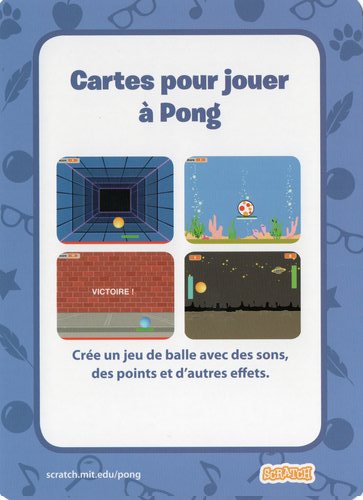 Cartes pour jouer
à Pong
VICTOIRE !
Crée un jeu de balle avec des sons,
des points et d'autres effets.
scratch.mit.edu/pong
SCRATCH